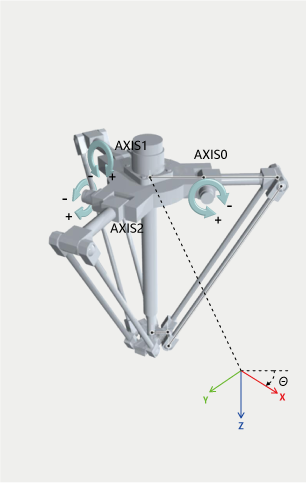 AXIS1
AXIS0
- +
-
- +
+
AXIS2
Θ
Y
X
Z